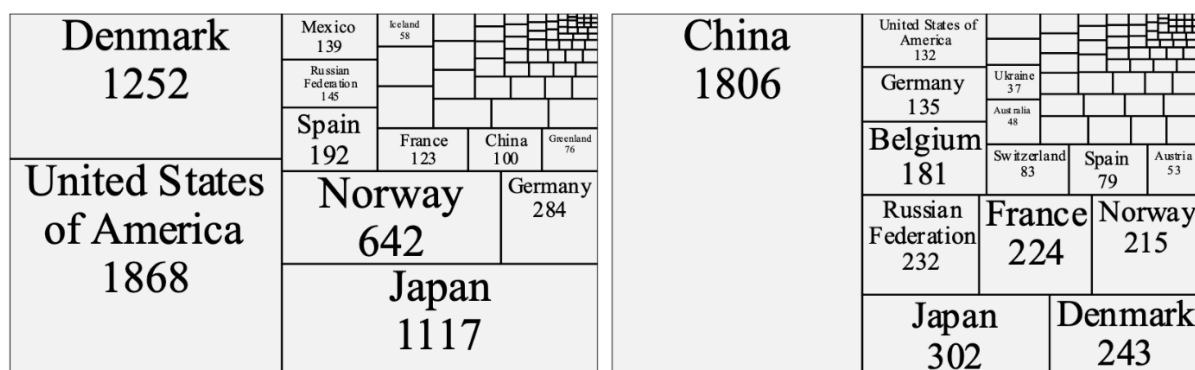 Denmark
1252
United States
of America
1868
Mexico
139
Russian
Federation
145
Spain
192
Iceland
58
France
123
China
100
Greenland
76
Norway
642
Germany
284
Japan
1117
China
1806
United States of
America
132
Germany
135
Belgium
181
Ukraine
37
Australia
48
Switzerland
83
Spain
79
Austria
53
Russian
Federation
232
France
224
Norway
215
Japan
302
Denmark
243